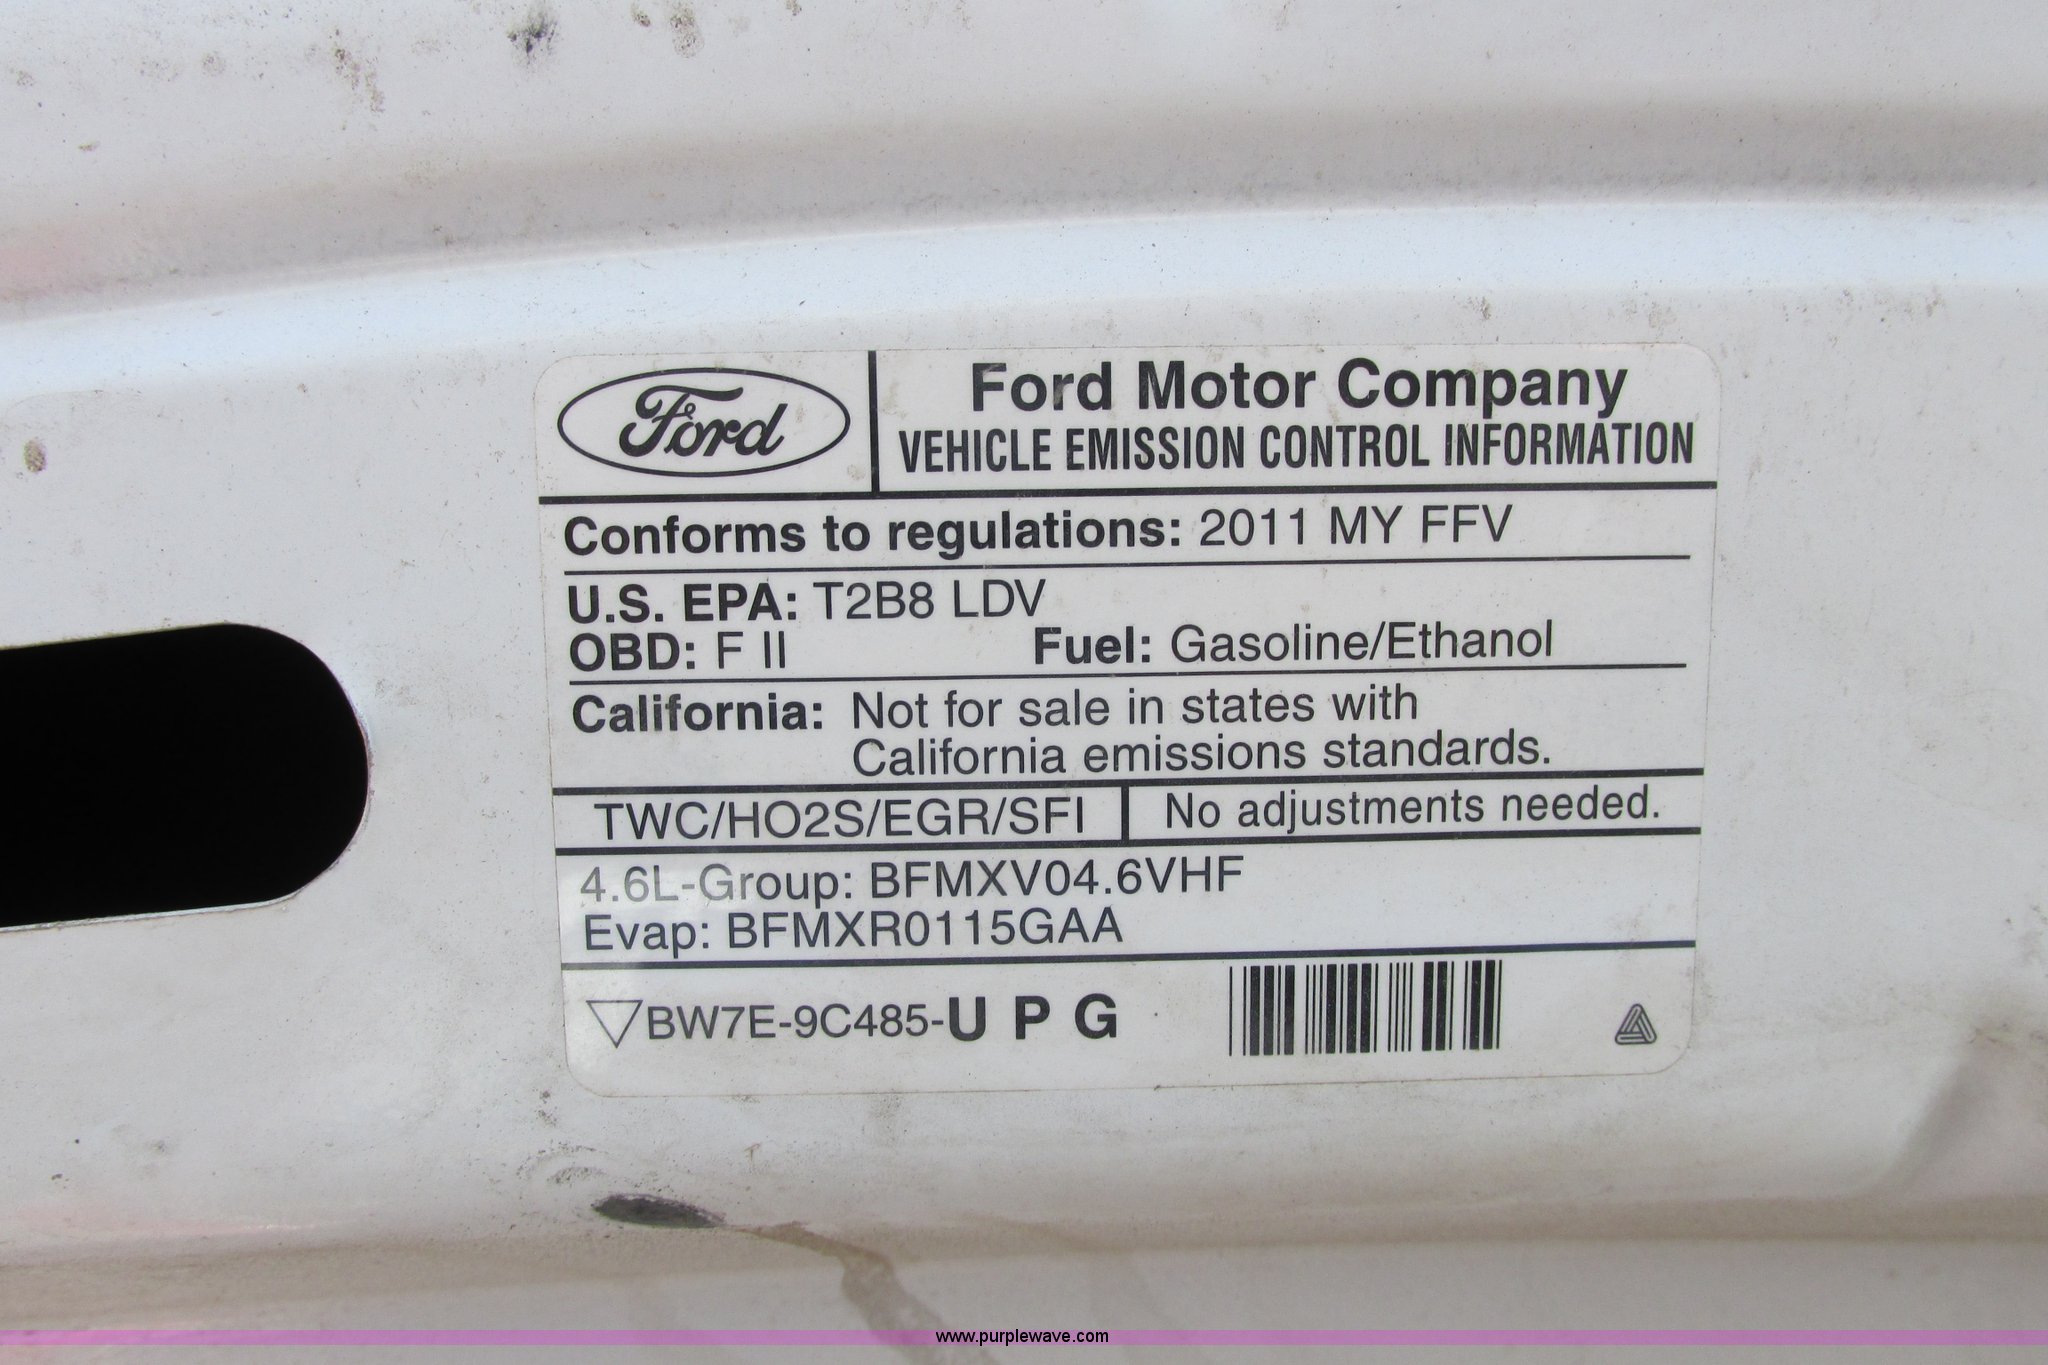 Ford
Ford Motor Company
VEHICLE EMISSION CONTROL INFORMATION
Conforms to regulations: 2011 MY FFV
U.S. EPA: T2B8 LDV
OBD: F II Fuel: Gasoline/Ethanol
California: Not for sale in states with
California emissions standards.
TWC/HO2S/EGR/SFI
No adjustments needed.
4.6L-Group: BFMXV04.6VHF
Evap: BFMXR0115GAA
BW7E-9C485-U P G
www.purplewave.com